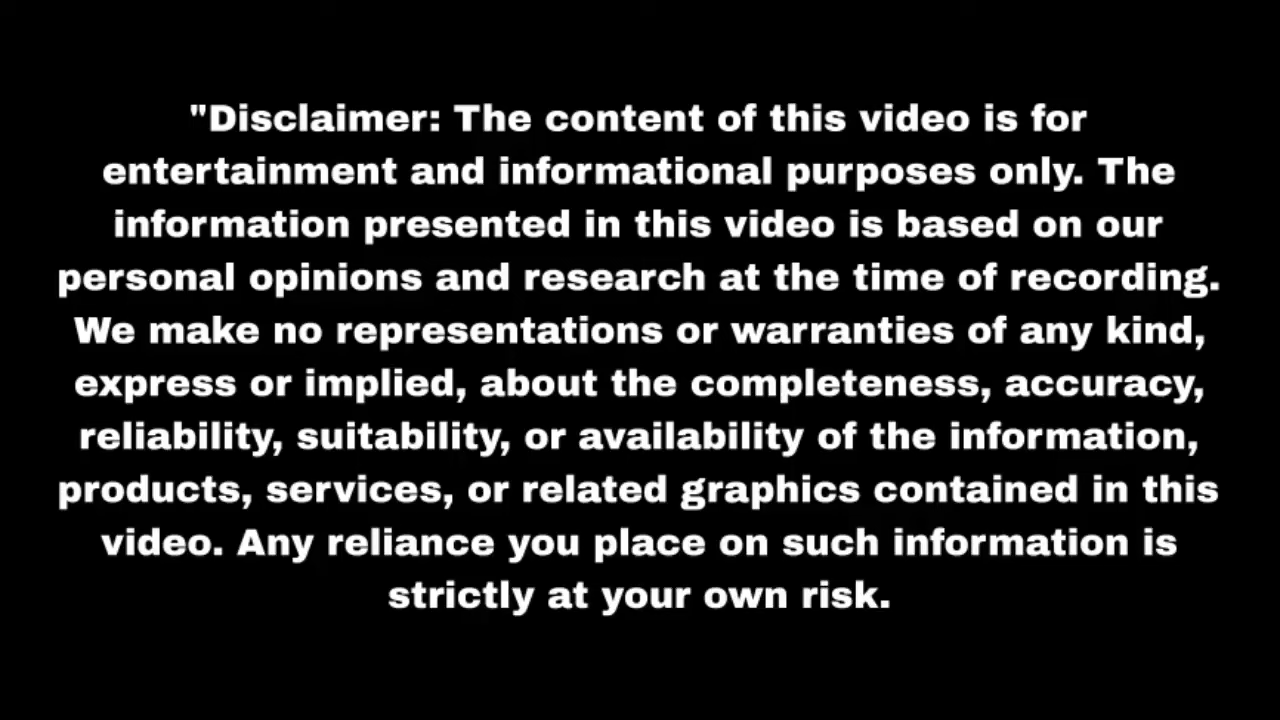 "Disclaimer: The content of this video is for
entertainment and informational purposes only. The
information presented in this video is based on our
personal opinions and research at the time of recording.
We make no representations or warranties of any kind,
express or implied, about the completeness, accuracy,
reliability, suitability, or availability of the information,
products, services, or related graphics contained in this
video. Any reliance you place on such information is
strictly at your own risk.